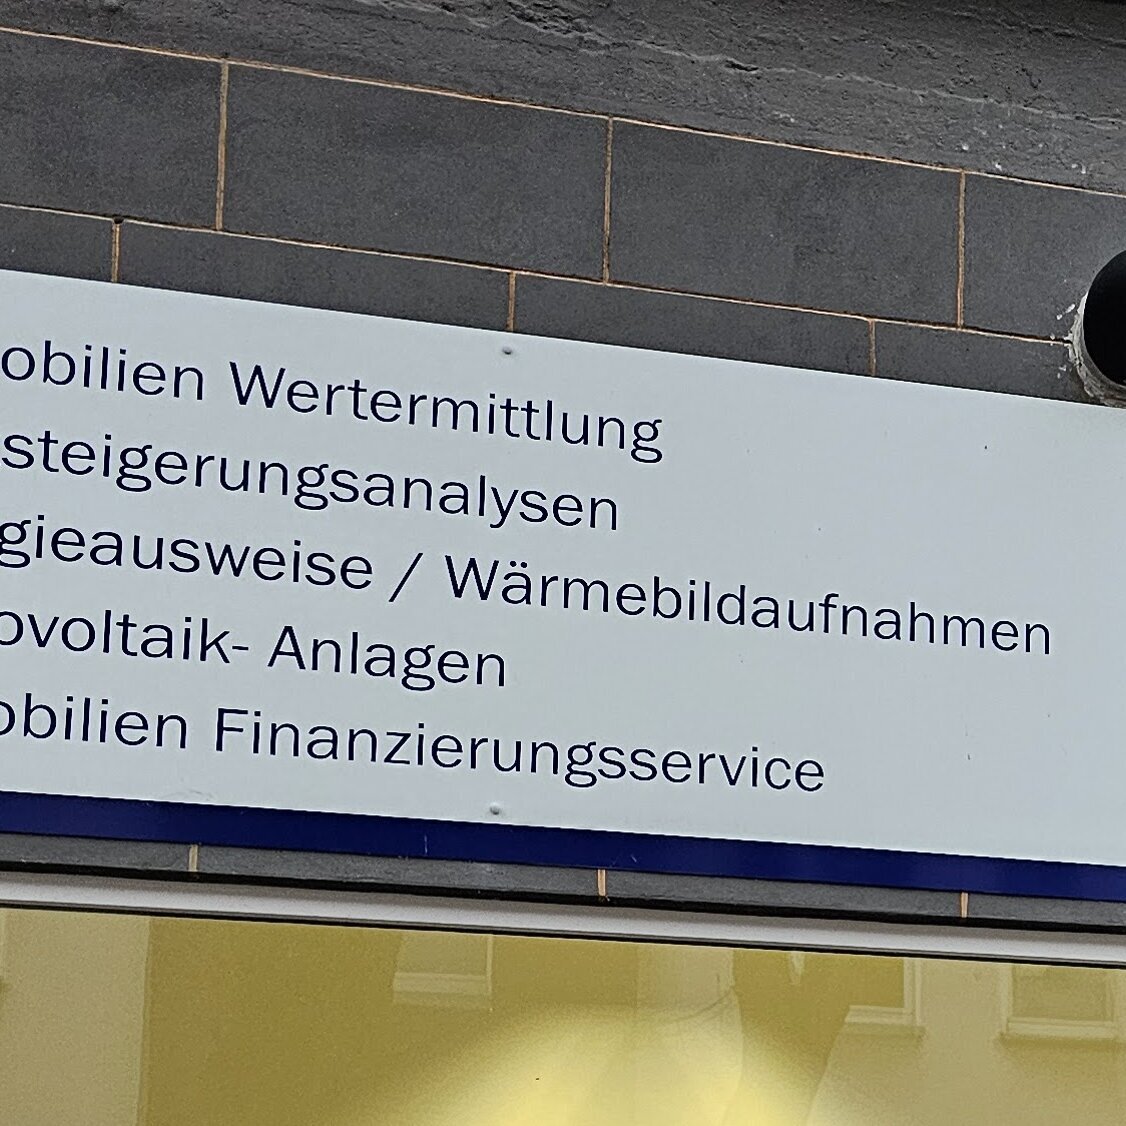 obilien Wertermittlung
steigerungsanalysen
gieausweise / Wärmebildaufnahmen
ovoltaik- Anlagen
obilien Finanzierungsservice